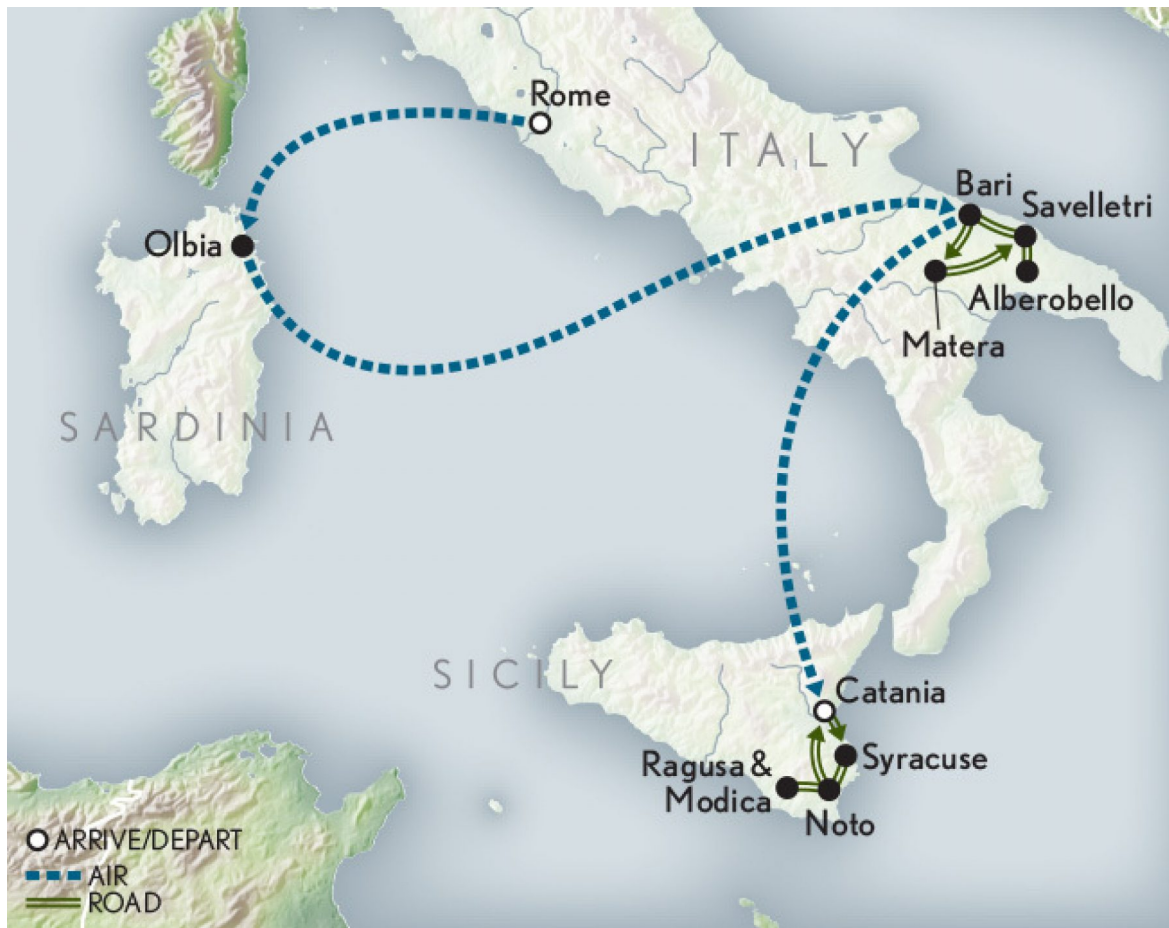 Rome
ITALY
Bari
Savelletri
Olbia
Alberobello
Matera
SARDINIA
SICILY
Catania
Syracuse
Ragusa &
Modica
Noto
ARRIVE/DEPART
AIR
ROAD